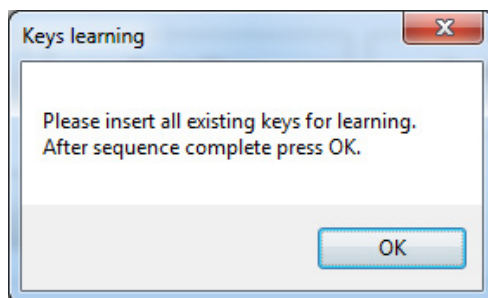 Keys learning
Please insert all existing keys for learning.
After sequence complete press OK.
OK